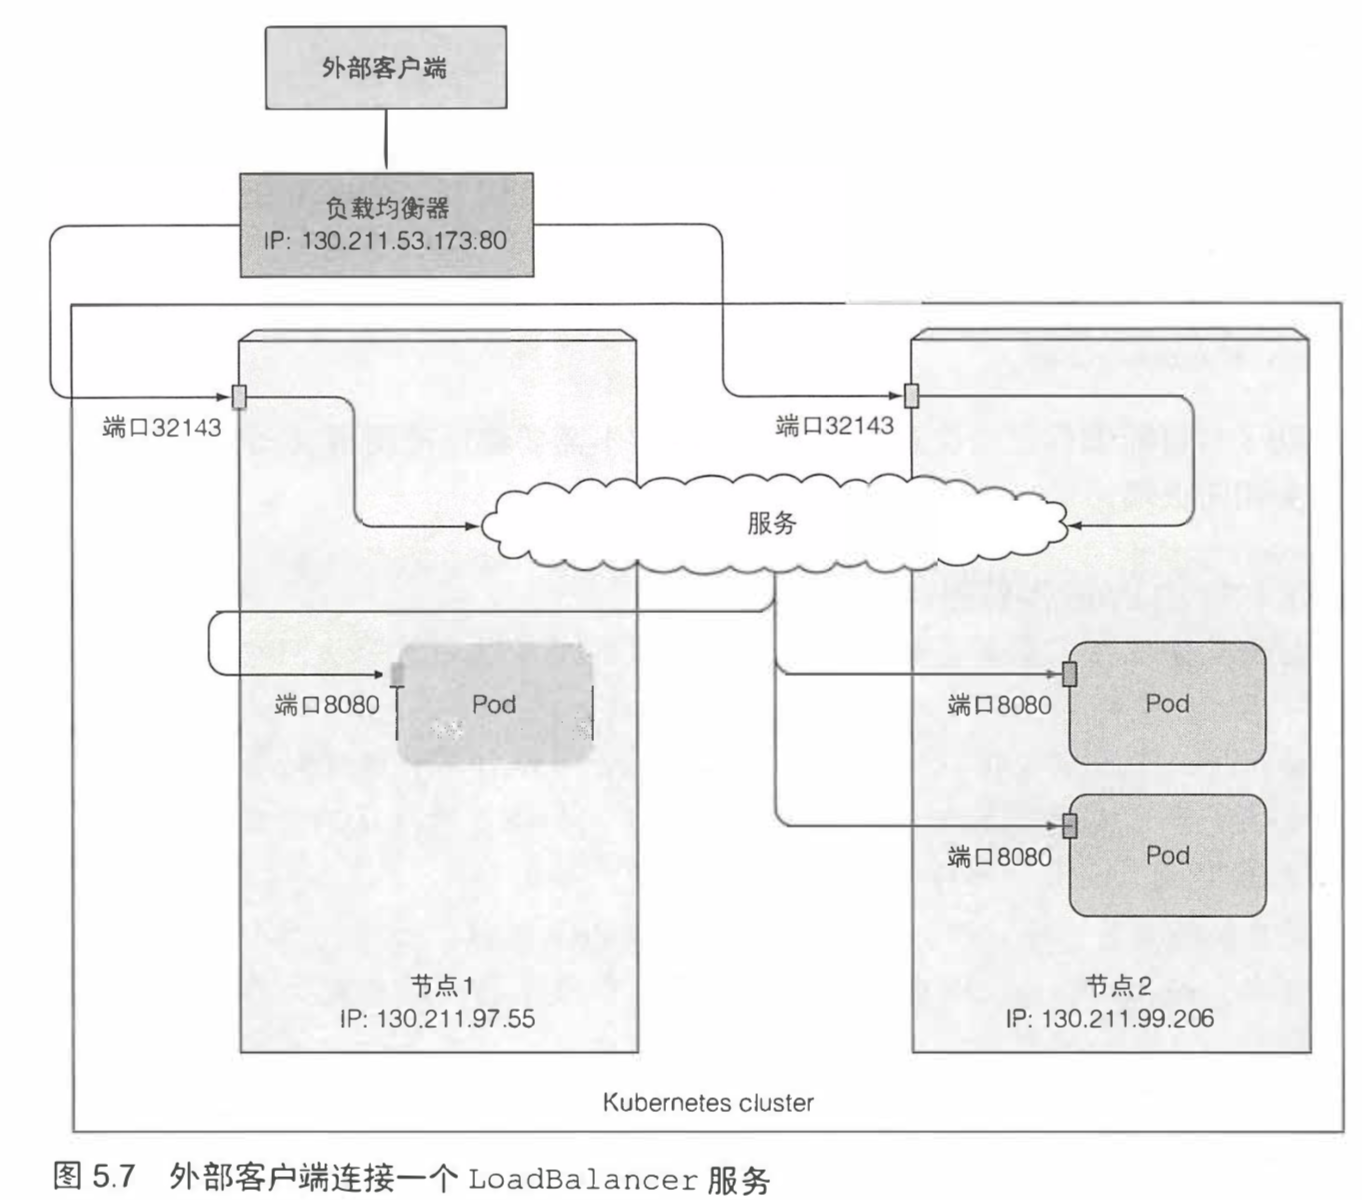 外部客户端
负载均衡器
IP: 130.211.53.173:80
端口32143
端口32143
服务
端口8080
Pod
端口8080
Pod
端口8080
Pod
节点1
IP: 130.211.97.55
节点2
IP: 130.211.99.206
Kubernetes cluster
图 5.7 外部客户端连接一个 LoadBalancer 服务